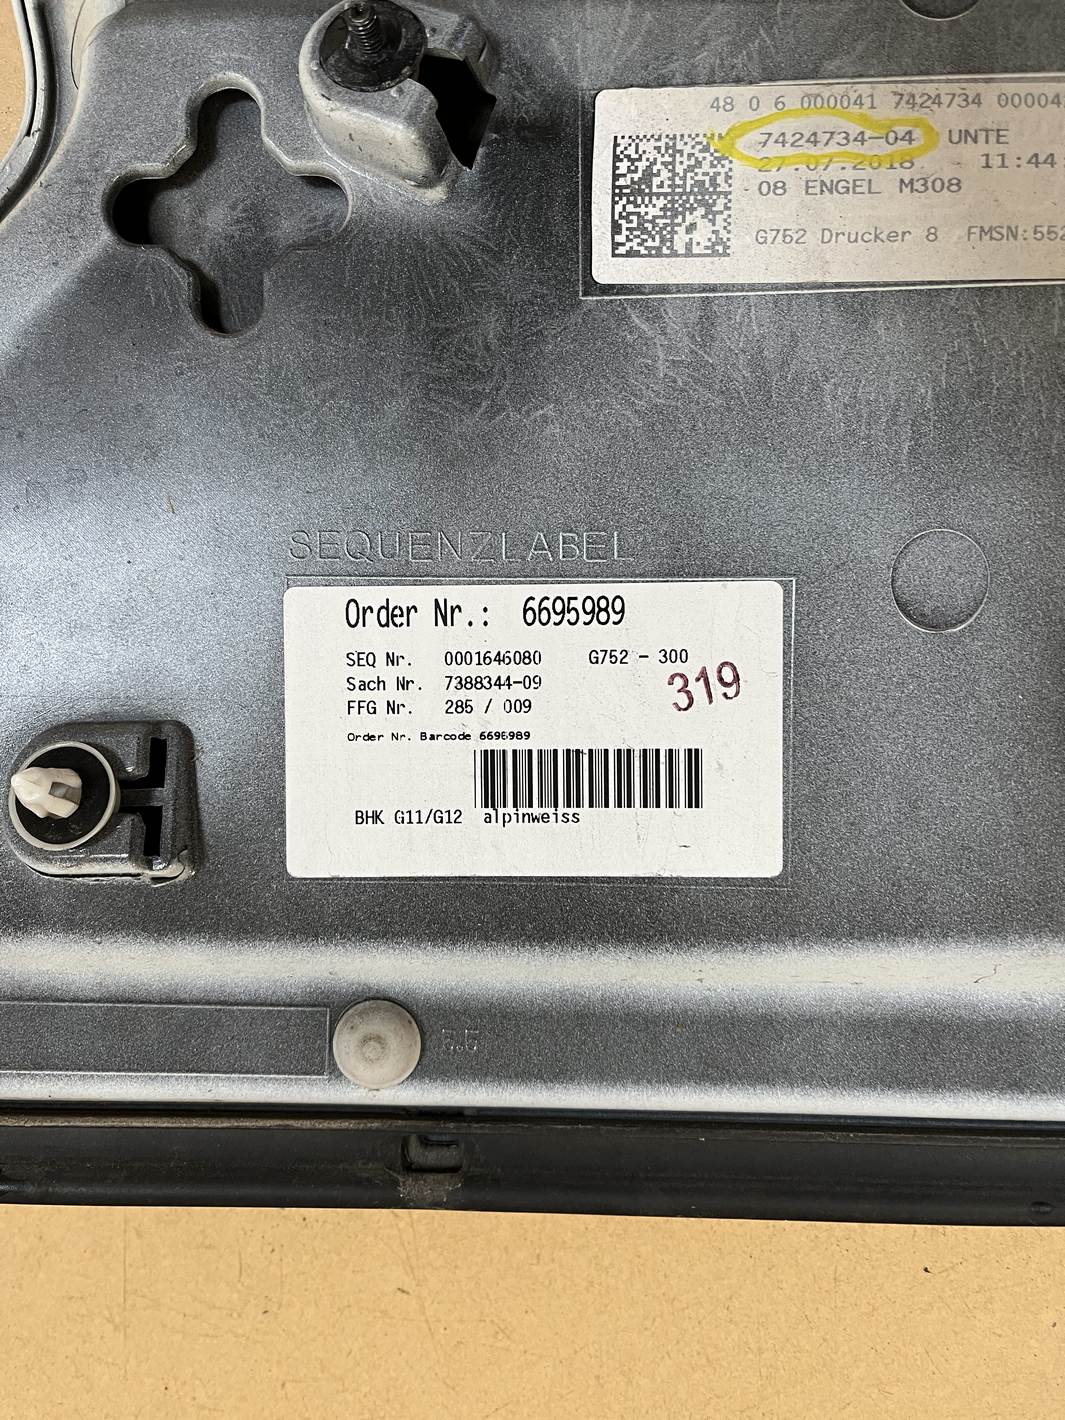 48 0 6 000041 7424734 00004
7424734-04 UNTE
27.07.2018 - 11:44
08 ENGEL M308
G752 Drucker 8 FMSN:552
SEQUENZLABEL
Order Nr.: 6695989
SEQ Nr. 0001646080 G752 - 300
Sach Nr. 7388344-09
319
FFG Nr. 285 / 009
Order Nr. Barcode 6695989
BHK G11/G12 alpinweiss